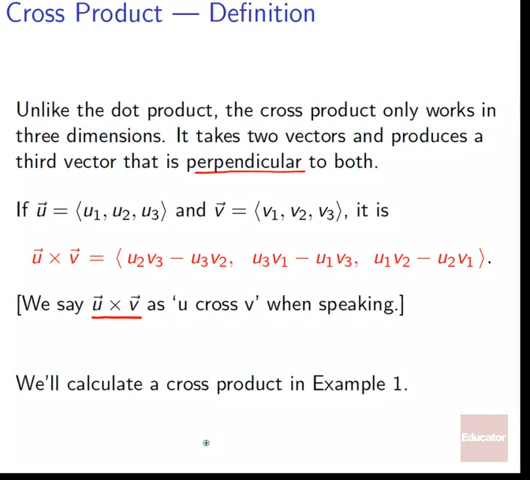 Cross Product — Definition
Unlike the dot product, the cross product only works in
three dimensions. It takes two vectors and produces a
third vector that is perpendicular to both.
If u⃗ = ⟨u₁, u₂, u₃⟩ and v⃗ = ⟨v₁, v₂, v₃⟩, it is
u⃗ × v⃗ = ⟨ u₂v₃ − u₃v₂, u₃v₁ − u₁v₃, u₁v₂ − u₂v₁ ⟩.
[We say u⃗ × v⃗ as ‘u cross v’ when speaking.]
We'll calculate a cross product in Example 1.
Educator